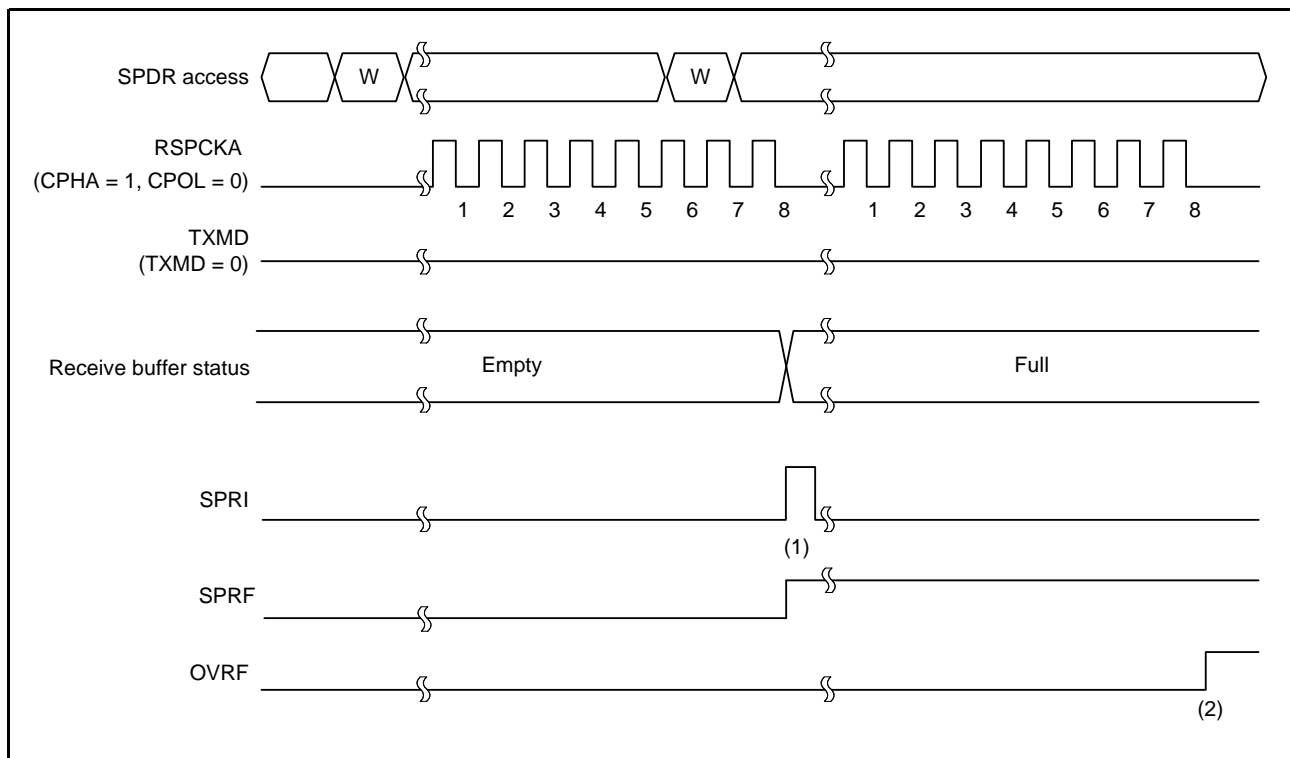 SPDR access W W
RSPCKA
(CPHA = 1, CPOL = 0)
1 2 3 4 5 6 7 8 1 2 3 4 5 6 7 8
TXMD
(TXMD = 0)
Receive buffer status Empty Full
SPRI
(1)
SPRF
OVRF
(2)